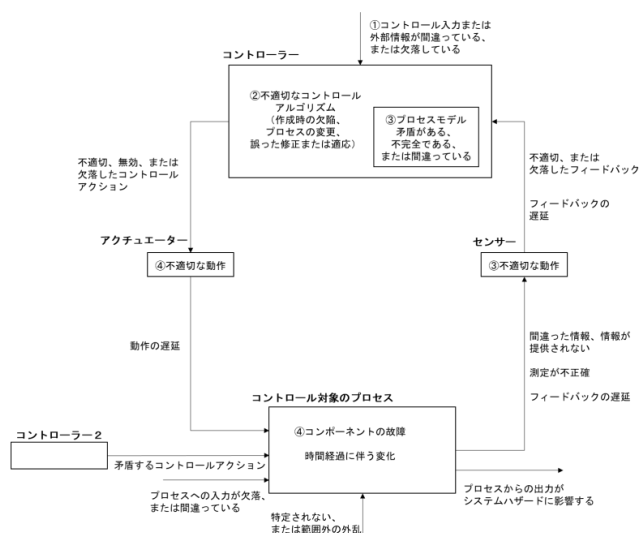 ①コントロール入力または
外部情報が間違っている、
または欠落している
コントローラー
②不適切なコントロール
アルゴリズム
（作成時の欠陥、
プロセスの変更、
誤った修正または適応）
③プロセスモデル
矛盾がある、
不完全である、
または間違っている
不適切、無効、または
欠落したコントロール
アクション
不適切、または
欠落したフィードバック
フィードバックの
遅延
アクチュエーター
④不適切な動作
センサー
③不適切な動作
動作の遅延
間違った情報、情報が
提供されない
測定が不正確
フィードバックの遅延
コントロール対象のプロセス
④コンポーネントの故障
時間経過に伴う変化
コントローラー２
矛盾するコントロールアクション
プロセスへの入力が欠落、
または間違っている
プロセスからの出力が
システムハザードに影響する
特定されない、
または範囲外の外乱